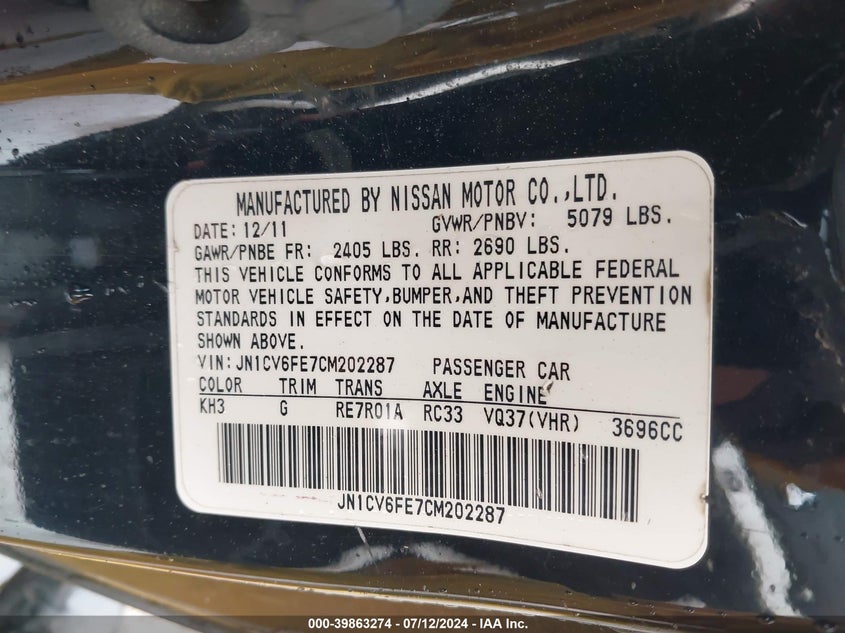 MANUFACTURED BY NISSAN MOTOR CO.,LTD.
DATE: 12/11 GVWR/PNBV: 5079 LBS.
GAWR/PNBE FR: 2405 LBS. RR: 2690 LBS.
THIS VEHICLE CONFORMS TO ALL APPLICABLE FEDERAL
MOTOR VEHICLE SAFETY,BUMPER,AND THEFT PREVENTION
STANDARDS IN EFFECT ON THE DATE OF MANUFACTURE
SHOWN ABOVE.
VIN:JN1CV6FE7CM202287 PASSENGER CAR
COLOR TRIM TRANS AXLE ENGINE
KH3 G RE7R01A RC33 VQ37(VHR) 3696CC
JN1CV6FE7CM202287
000-39863274 - 07/12/2024 - IAA Inc.